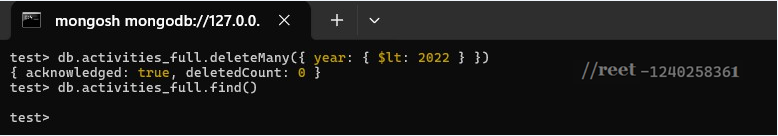 mongosh mongodb://127.0.0.
test> db.activities_full.deleteMany({ year: { $lt: 2022 } })
{ acknowledged: true, deletedCount: 0 }
test> db.activities_full.find()
//reet -1240258361
test>